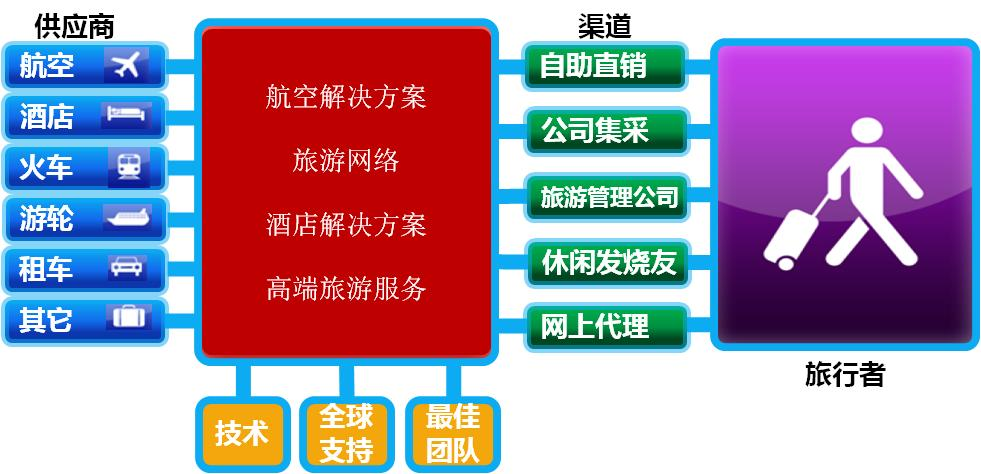 供应商
航空
酒店
火车
游轮
租车
其它
航空解决方案
旅游网络
酒店解决方案
高端旅游服务
技术
全球
支持
最佳
团队
渠道
自助直销
公司集采
旅游管理公司
休闲发烧友
网上代理
旅行者